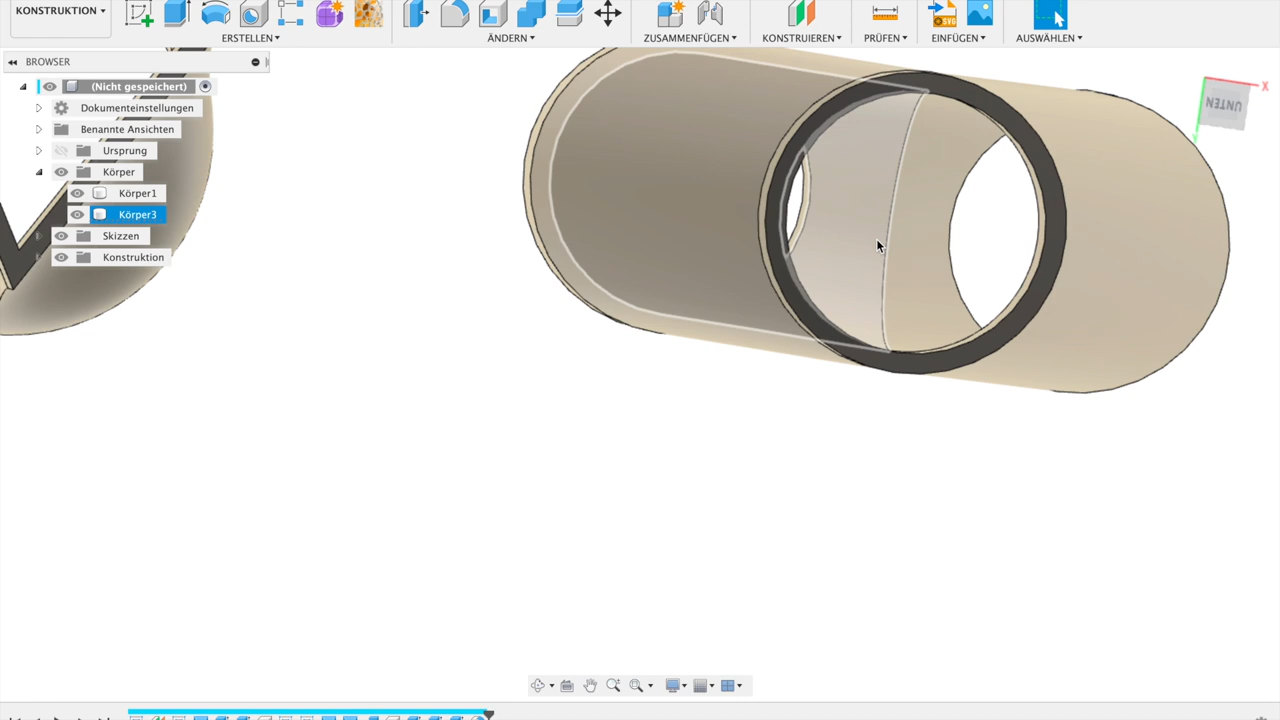 KONSTRUKTION
ERSTELLEN
ÄNDERN
ZUSAMMENFÜGEN
KONSTRUIEREN
PRÜFEN
EINFÜGEN
AUSWÄHLEN
SVG
BROWSER
(Nicht gespeichert)
Dokumenteinstellungen
Benannte Ansichten
Ursprung
Körper
Körper1
Körper3
Skizzen
Konstruktion
X
UNTEN
Y